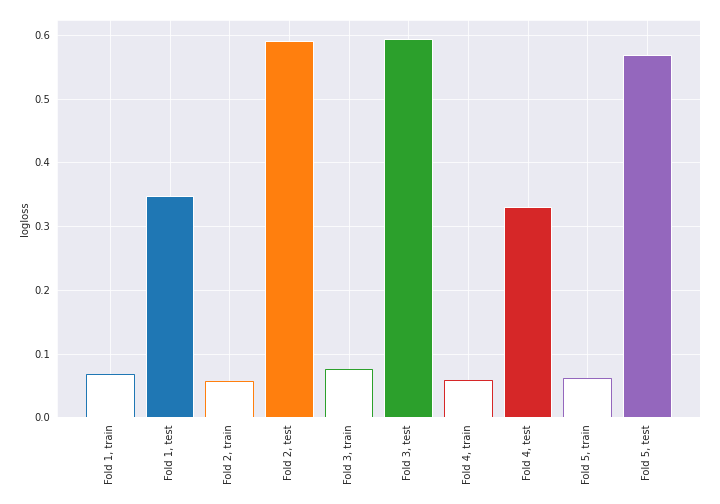 0.6
0.5
0.4
0.3
0.2
0.1
0.0
logloss
Fold 1, train
Fold 1, test
Fold 2, train
Fold 2, test
Fold 3, train
Fold 3, test
Fold 4, train
Fold 4, test
Fold 5, train
Fold 5, test